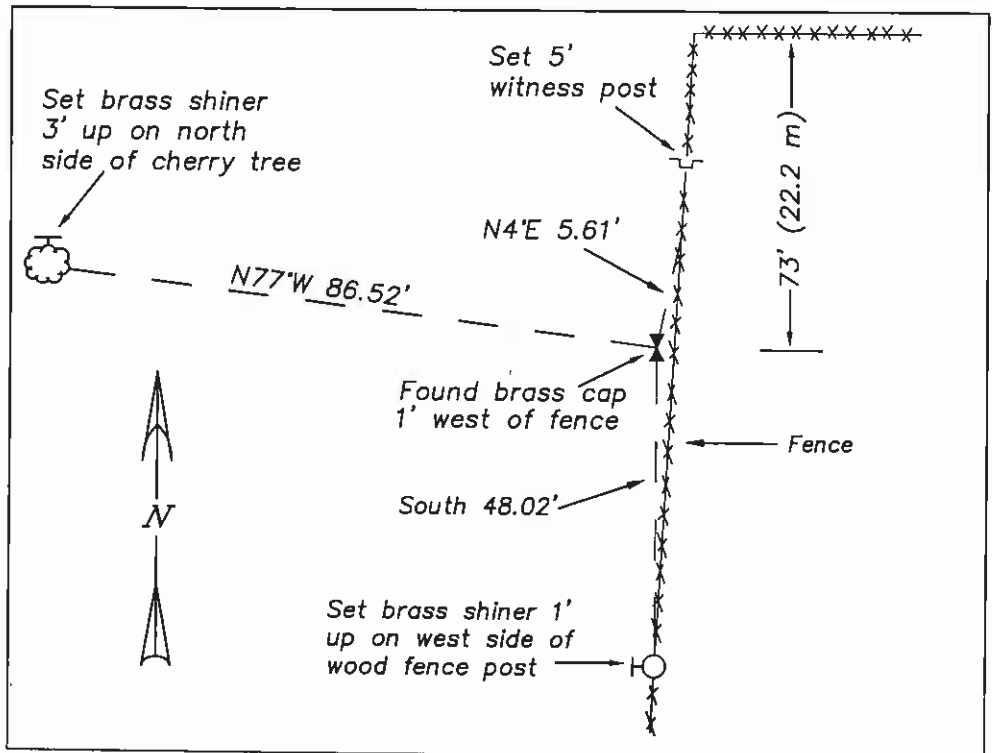 Set 5'
witness post
Set brass shiner
3' up on north
side of cherry tree
73' (22.2 m)
N4°E 5.61'
N77°W 86.52'
Found brass cap
1' west of fence
Fence
South 48.02'
N
Set brass shiner 1'
up on west side of
wood fence post